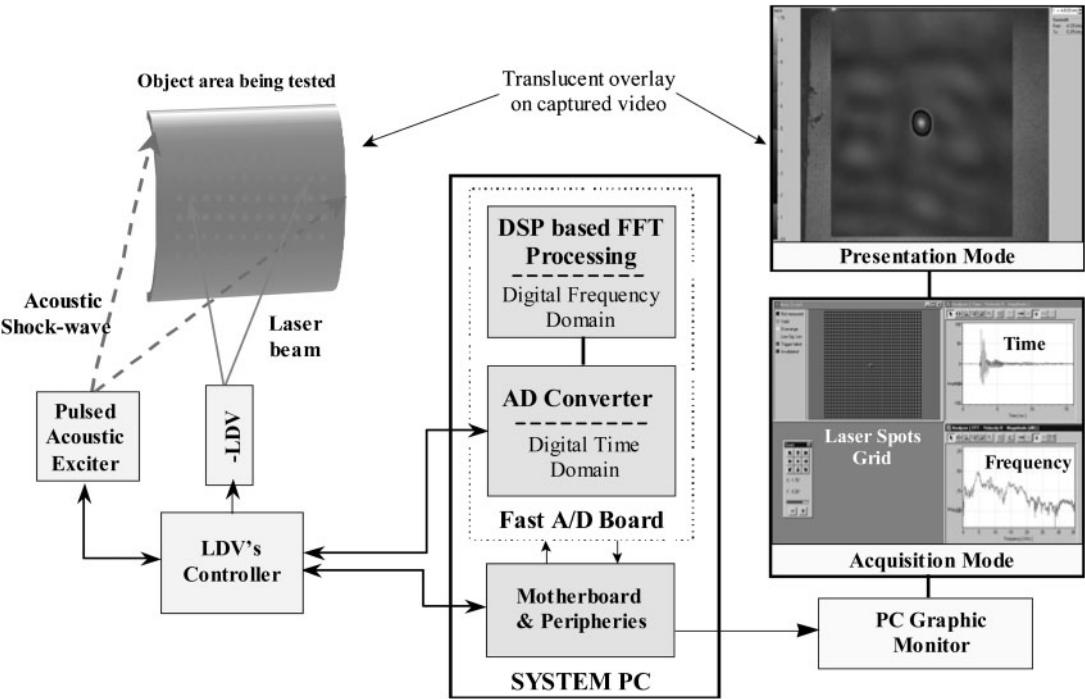 Object area being tested
Translucent overlay
on captured video
Presentation Mode
Acoustic
Shock-wave
Laser
beam
Pulsed
Acoustic
Exciter
-LDV
LDV's
Controller
DSP based FFT
Processing
Digital Frequency
Domain
AD Converter
Digital Time
Domain
Fast A/D Board
Motherboard
& Peripheries
SYSTEM PC
Time
Laser Spots
Grid
Frequency
Acquisition Mode
PC Graphic
Monitor